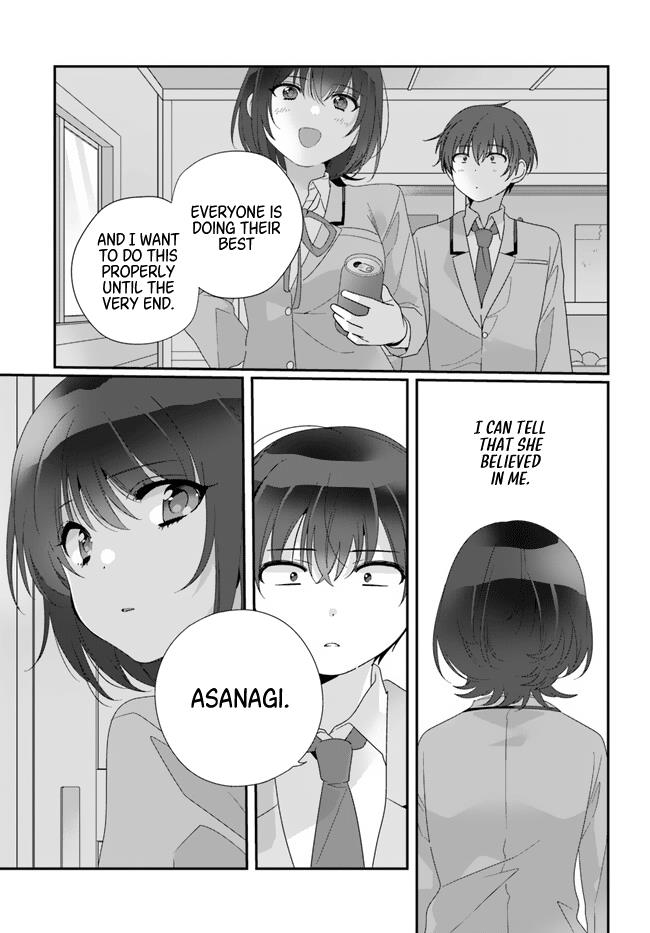 EVERYONE IS
DOING THEIR
BEST
AND I WANT
TO DO THIS
PROPERLY
UNTIL THE
VERY END.
I CAN TELL
THAT SHE
BELIEVED
IN ME.
ASANAGI.